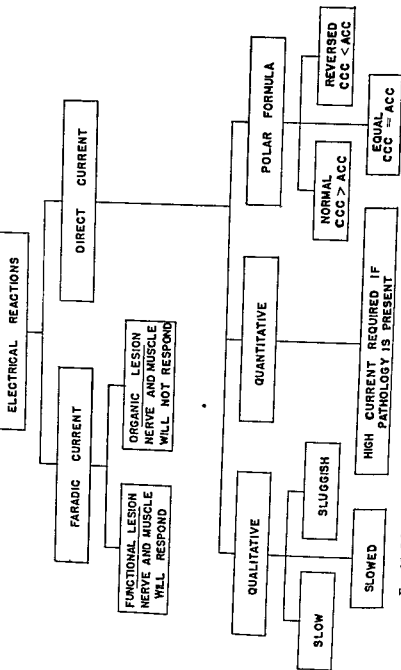 ELECTRICAL REACTIONS
FARADIC CURRENT
DIRECT CURRENT
FUNCTIONAL LESION
NERVE AND MUSCLE
WILL RESPOND
ORGANIC LESION
NERVE AND MUSCLE
WILL NOT RESPOND
QUALITATIVE
QUANTITATIVE
POLAR FORMULA
SLOW
SLUGGISH
SLOWED
HIGH CURRENT REQUIRED IF
PATHOLOGY IS PRESENT
NORMAL
CCC > ACC
REVERSED
CCC < ACC
EQUAL
CCC = ACC